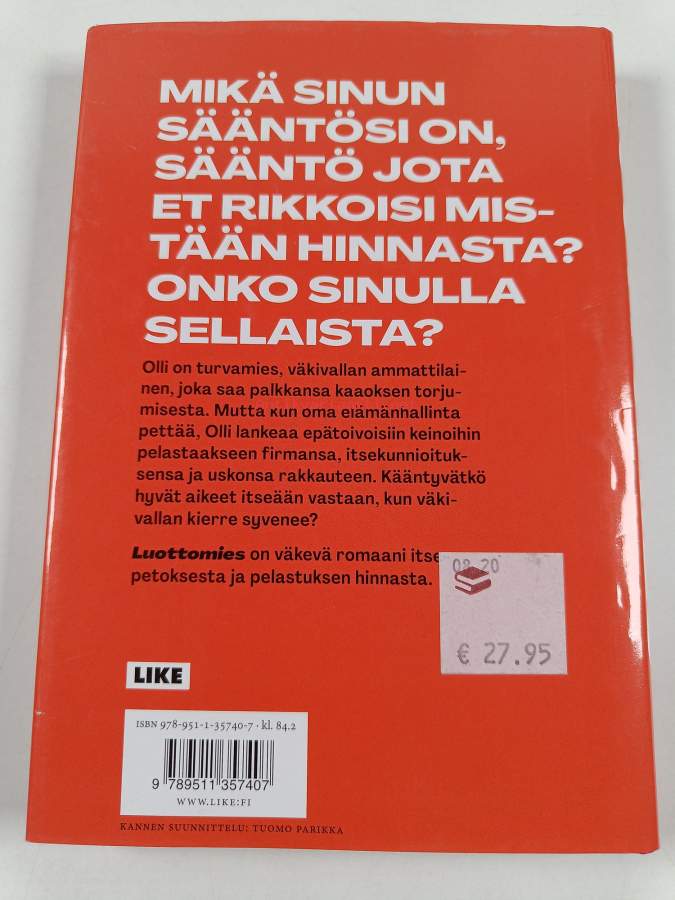 MIKÄ SINUN
SÄÄNTÖSI ON,
SÄÄNTÖ JOTA
ET RIKKOISI MIS-
TÄÄN HINNASTA?
ONKO SINULLA
SELLAISTA?
Olli on turvamies, väkivallan ammattilai-
nen, joka saa palkkansa kaaoksen torju-
misesta. Mutta kun oma elämänhallinta
pettää, Olli lankeaa epätoivoisiin keinoihin
pelastaakseen firmansa, itsekunnioituk-
sensa ja uskonsa rakkauteen. Kääntyvätkö
hyvät aikeet itseään vastaan, kun väki-
vallan kierre syvenee?
Luottomies on väkevä romaani itse
petoksesta ja pelastuksen hinnasta.
08.20
€ 27.95
LIKE
ISBN 978-951-1-35740-7 · kl. 84.2
9 789511 357407
WWW.LIKE.FI
KANNEN SUUNNITTELU: TUOMO PARIKKA